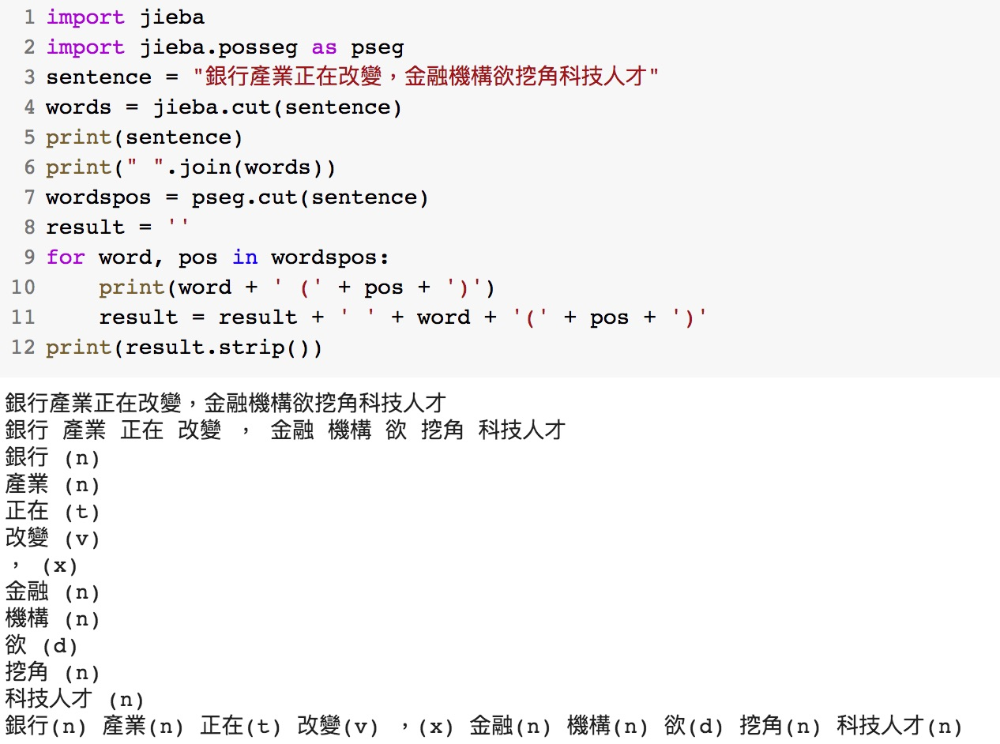 1 import jieba
2 import jieba.posseg as pseg
3 sentence = "銀行產業正在改變，金融機構欲挖角科技人才"
4 words = jieba.cut(sentence)
5 print(sentence)
6 print(" ".join(words))
7 wordspos = pseg.cut(sentence)
8 result = ''
9 for word, pos in wordspos:
10     print(word + ' (' + pos + ')')
11     result = result + ' ' + word + '(' + pos + ')'
12 print(result.strip())
銀行產業正在改變，金融機構欲挖角科技人才
銀行 產業 正在 改變 ， 金融 機構 欲 挖角 科技人才
銀行 (n)
產業 (n)
正在 (t)
改變 (v)
， (x)
金融 (n)
機構 (n)
欲 (d)
挖角 (n)
科技人才 (n)
銀行(n) 產業(n) 正在(t) 改變(v) ，(x) 金融(n) 機構(n) 欲(d) 挖角(n) 科技人才(n)